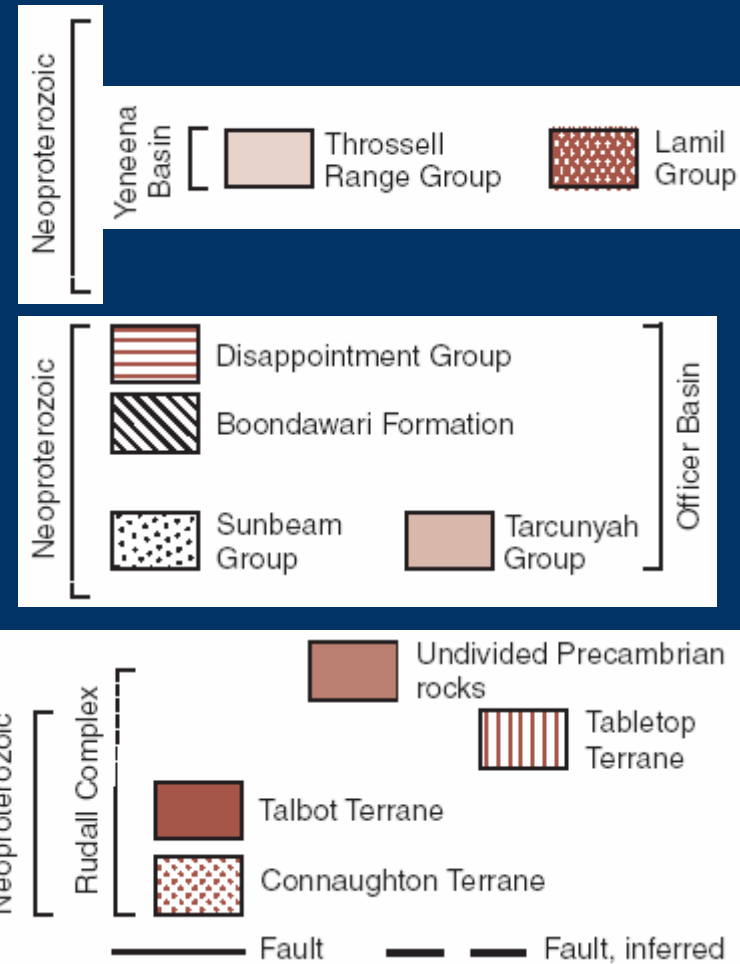 Neoproterozoic
Yeneena
Basin
Throssell
Range Group
Lamil
Group
Neoproterozoic
Disappointment Group
Boondawari Formation
Sunbeam
Group
Tarcunyah
Group
Officer Basin
Neoproterozoic
Rudall Complex
Undivided Precambrian
rocks
Tabletop
Terrane
Talbot Terrane
Connaughton Terrane
Fault
Fault, inferred